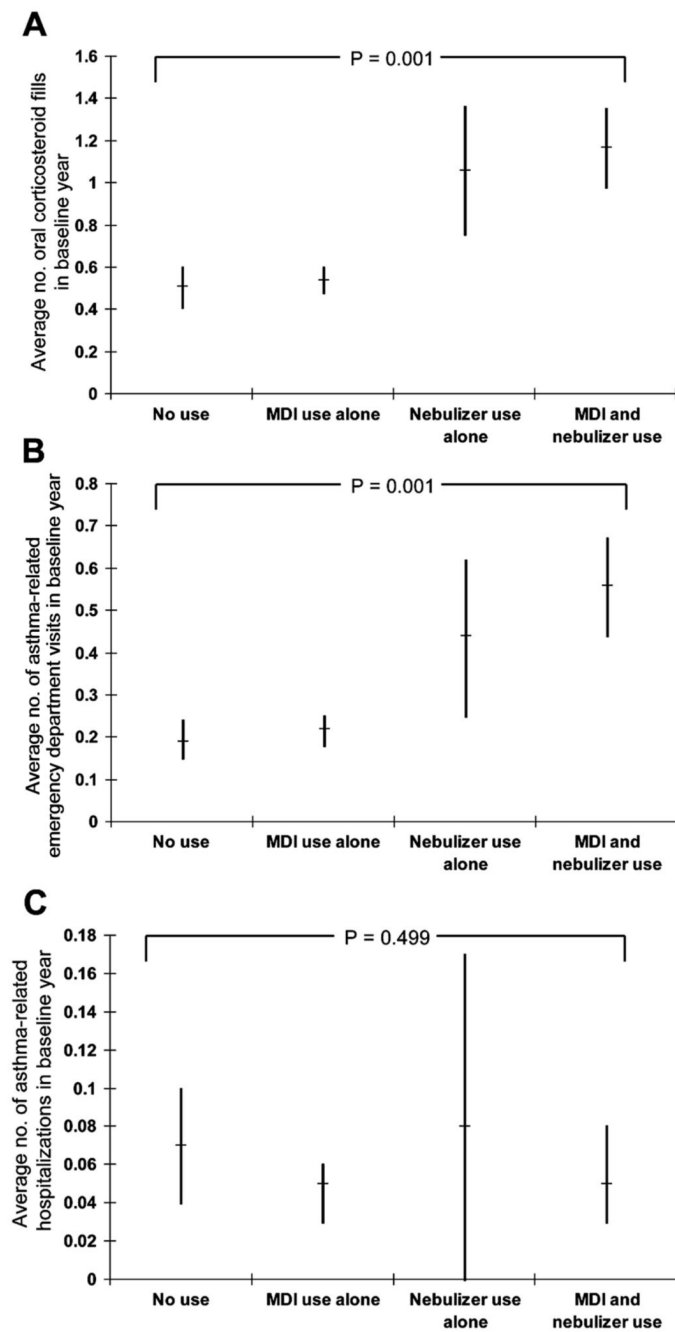 A
P = 0.001
Average no. oral corticosteroid fills
in baseline year
1.6
1.4
1.2
1
0.8
0.6
0.4
0.2
0
No use
MDI use alone
Nebulizer use
alone
MDI and
nebulizer use
B
P = 0.001
Average no. of asthma-related
emergency department visits in baseline year
0.8
0.7
0.6
0.5
0.4
0.3
0.2
0.1
0
No use
MDI use alone
Nebulizer use
alone
MDI and
nebulizer use
C
P = 0.499
Average no. of asthma-related
hospitalizations in baseline year
0.18
0.16
0.14
0.12
0.1
0.08
0.06
0.04
0.02
0
No use
MDI use alone
Nebulizer use
alone
MDI and
nebulizer use